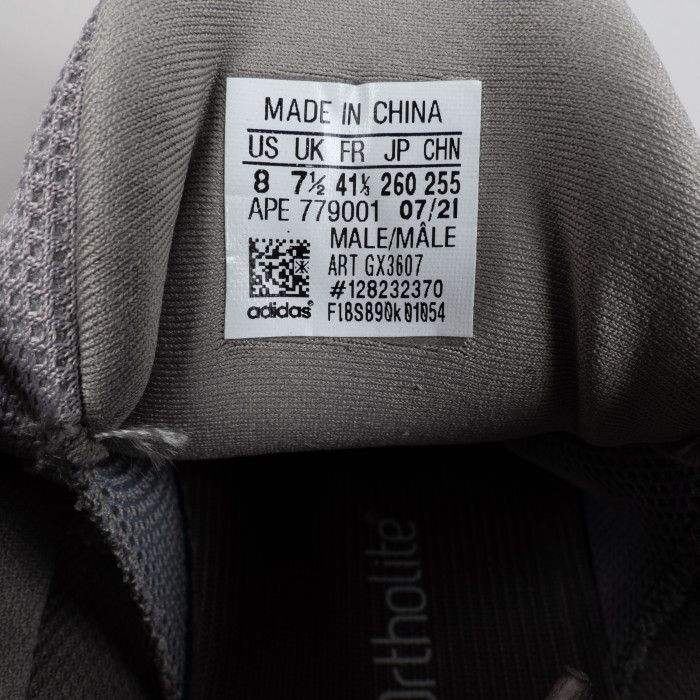 MADE IN CHINA
US UK FR JP CHN
8 7½ 41⅓ 260 255
APE 779001 07/21
MALE/MÂLE
ART GX3607
#128232370
adidas® F18S890k01054
ortholite®